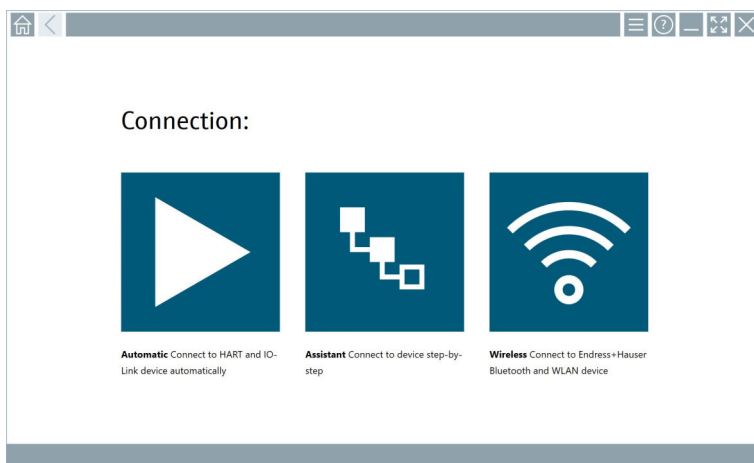 Connection:
Automatic Connect to HART and IO-
Link device automatically
Assistant Connect to device step-by-
step
Wireless Connect to Endress+Hauser
Bluetooth and WLAN device